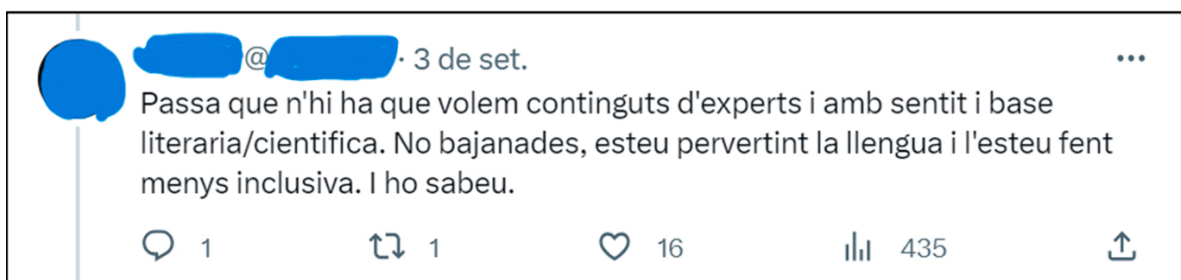 @ · 3 de set.
Passa que n'hi ha que volem continguts d'experts i amb sentit i base
literaria/cientifica. No bajanades, esteu pervertint la llengua i l'esteu fent
menys inclusiva. I ho sabeu.
1 1 16 435